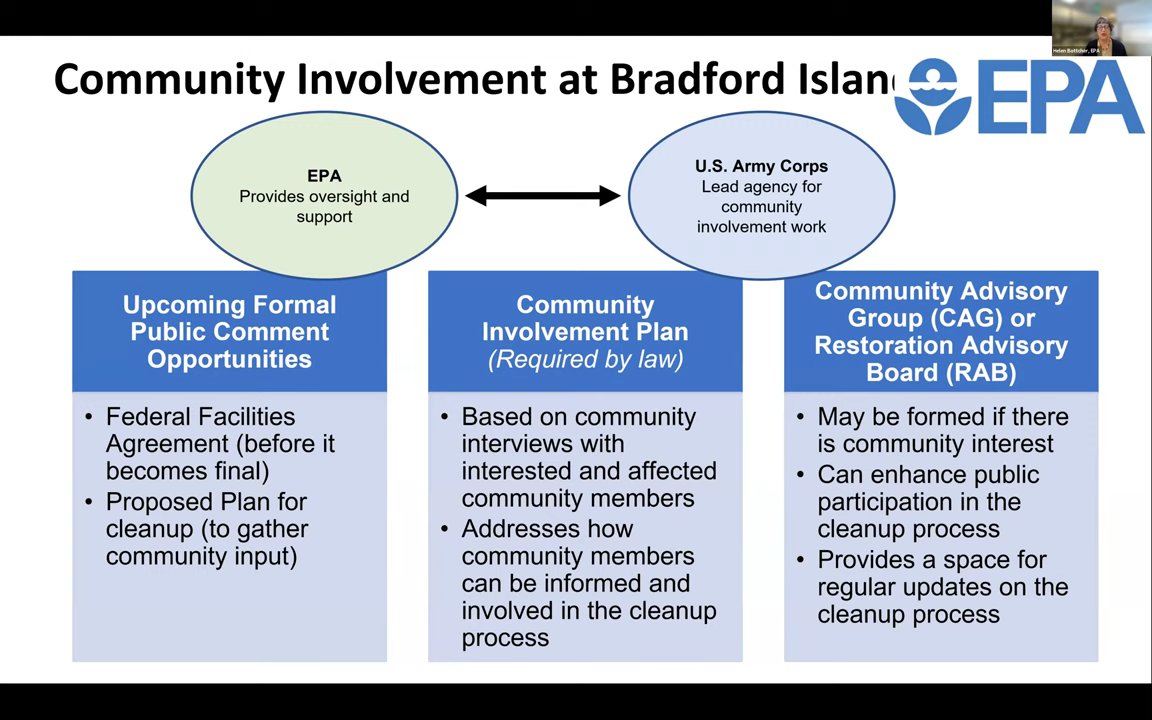 Helen Bottcher, EPA
Community Involvement at Bradford Islan
EPA
EPA
Provides oversight and
support
U.S. Army Corps
Lead agency for
community
involvement work
Upcoming Formal
Public Comment
Opportunities
• Federal Facilities
Agreement (before it
becomes final)
• Proposed Plan for
cleanup (to gather
community input)
Community
Involvement Plan
(Required by law)
• Based on community
interviews with
interested and affected
community members
• Addresses how
community members
can be informed and
involved in the cleanup
process
Community Advisory
Group (CAG) or
Restoration Advisory
Board (RAB)
• May be formed if there
is community interest
• Can enhance public
participation in the
cleanup process
• Provides a space for
regular updates on the
cleanup process